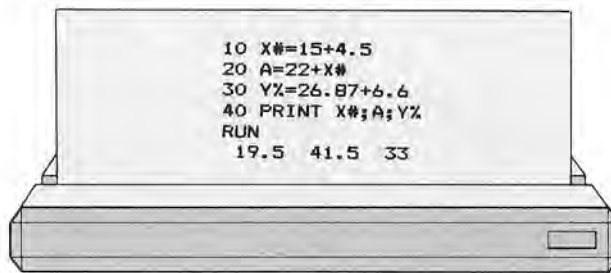 10 X#=15+4.5
20 A=22+X#
30 Y%=26.87+6.6
40 PRINT X#;A;Y%
RUN
19.5 41.5 33